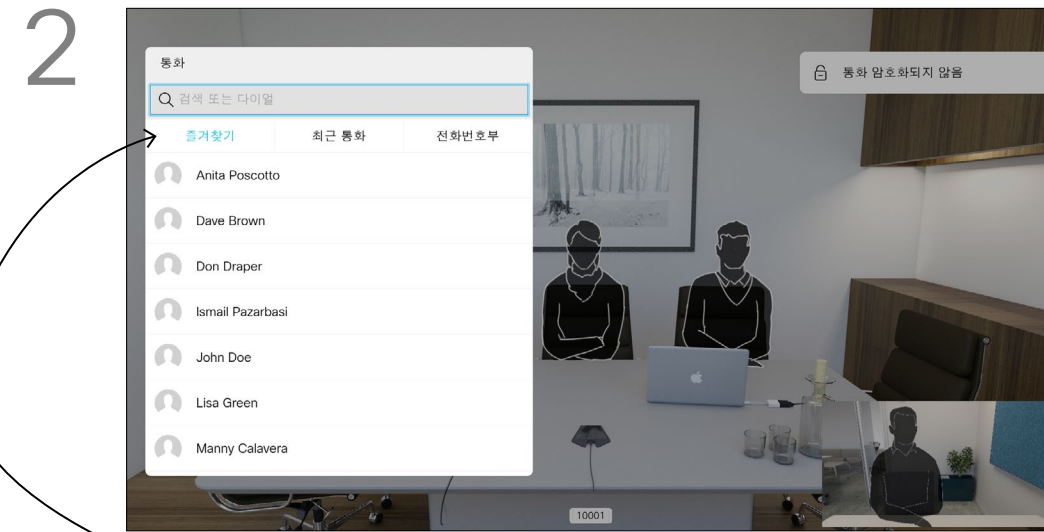 2
통화
통화 암호화되지 않음
검색 또는 다이얼
즐겨찾기 최근 통화 전화번호부
Anita Poscotto
Dave Brown
Don Draper
Ismail Pazarbasi
John Doe
Lisa Green
Manny Calavera
10001